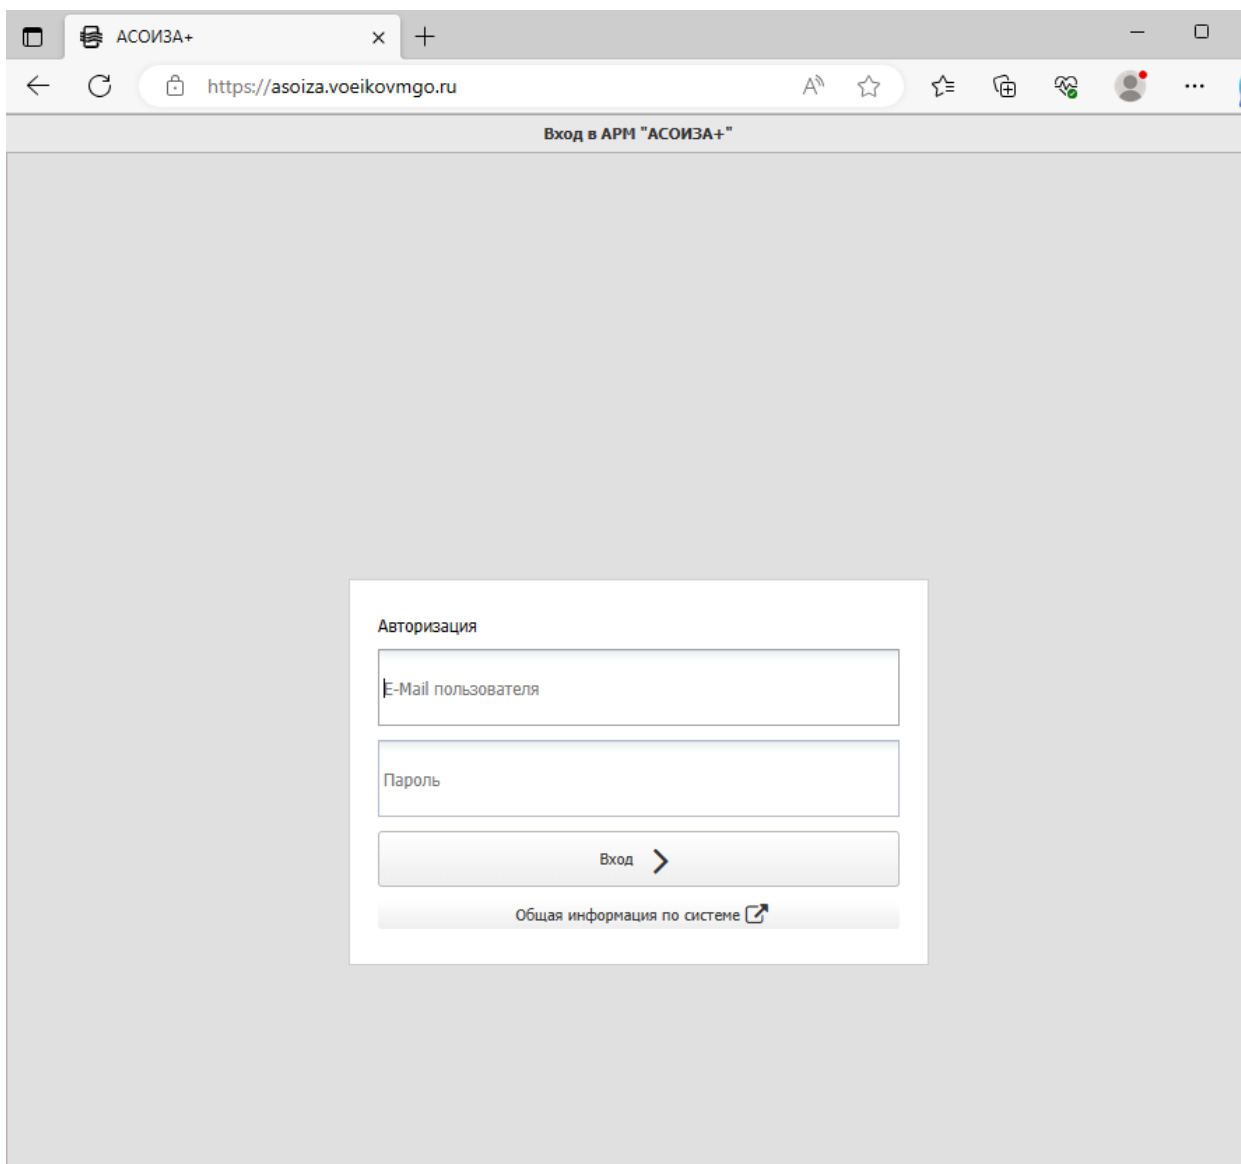 АСОИЗА+
https://asoiza.voeikovmgo.ru
Вход в АРМ "АСОИЗА+"
Авторизация
E-Mail пользователя
Пароль
Вход
Общая информация по системе